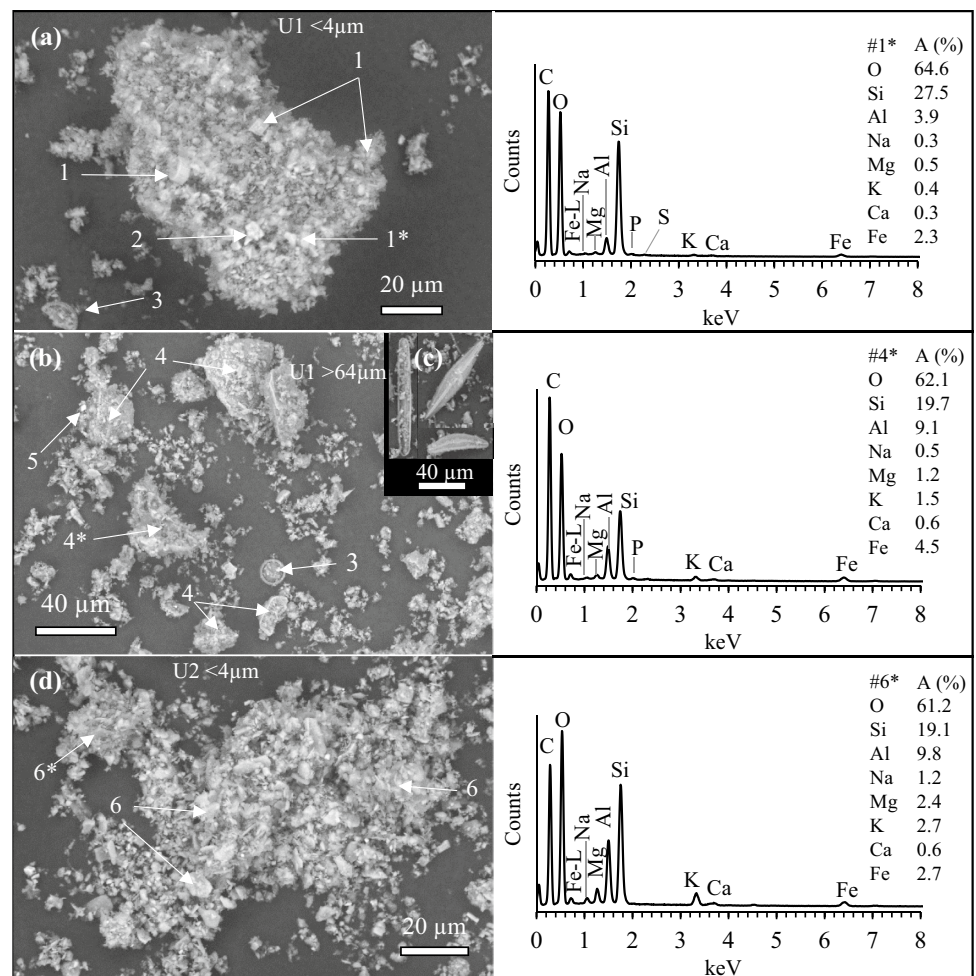 (a)
U1 <4µm
1
1
2
1*
3
20 µm
Counts
C
O
Fe-L
Na
Mg
Al
Si
P
S
K
Ca
Fe
0 1 2 3 4 5 6 7 8
keV
#1* A (%)
O 64.6
Si 27.5
Al 3.9
Na 0.3
Mg 0.5
K 0.4
Ca 0.3
Fe 2.3
(b)
4
U1 >64µm
(c)
5
40 µm
4*
3
4
40 µm
Counts
C
O
Fe-L
Na
Mg
Al
Si
P
K
Ca
Fe
0 1 2 3 4 5 6 7 8
keV
#4* A (%)
O 62.1
Si 19.7
Al 9.1
Na 0.5
Mg 1.2
K 1.5
Ca 0.6
Fe 4.5
(d)
U2 <4µm
6*
6
6
20 µm
Counts
C
O
Fe-L
Na
Mg
Al
Si
K
Ca
Fe
0 1 2 3 4 5 6 7 8
keV
#6* A (%)
O 61.2
Si 19.1
Al 9.8
Na 1.2
Mg 2.4
K 2.7
Ca 0.6
Fe 2.7